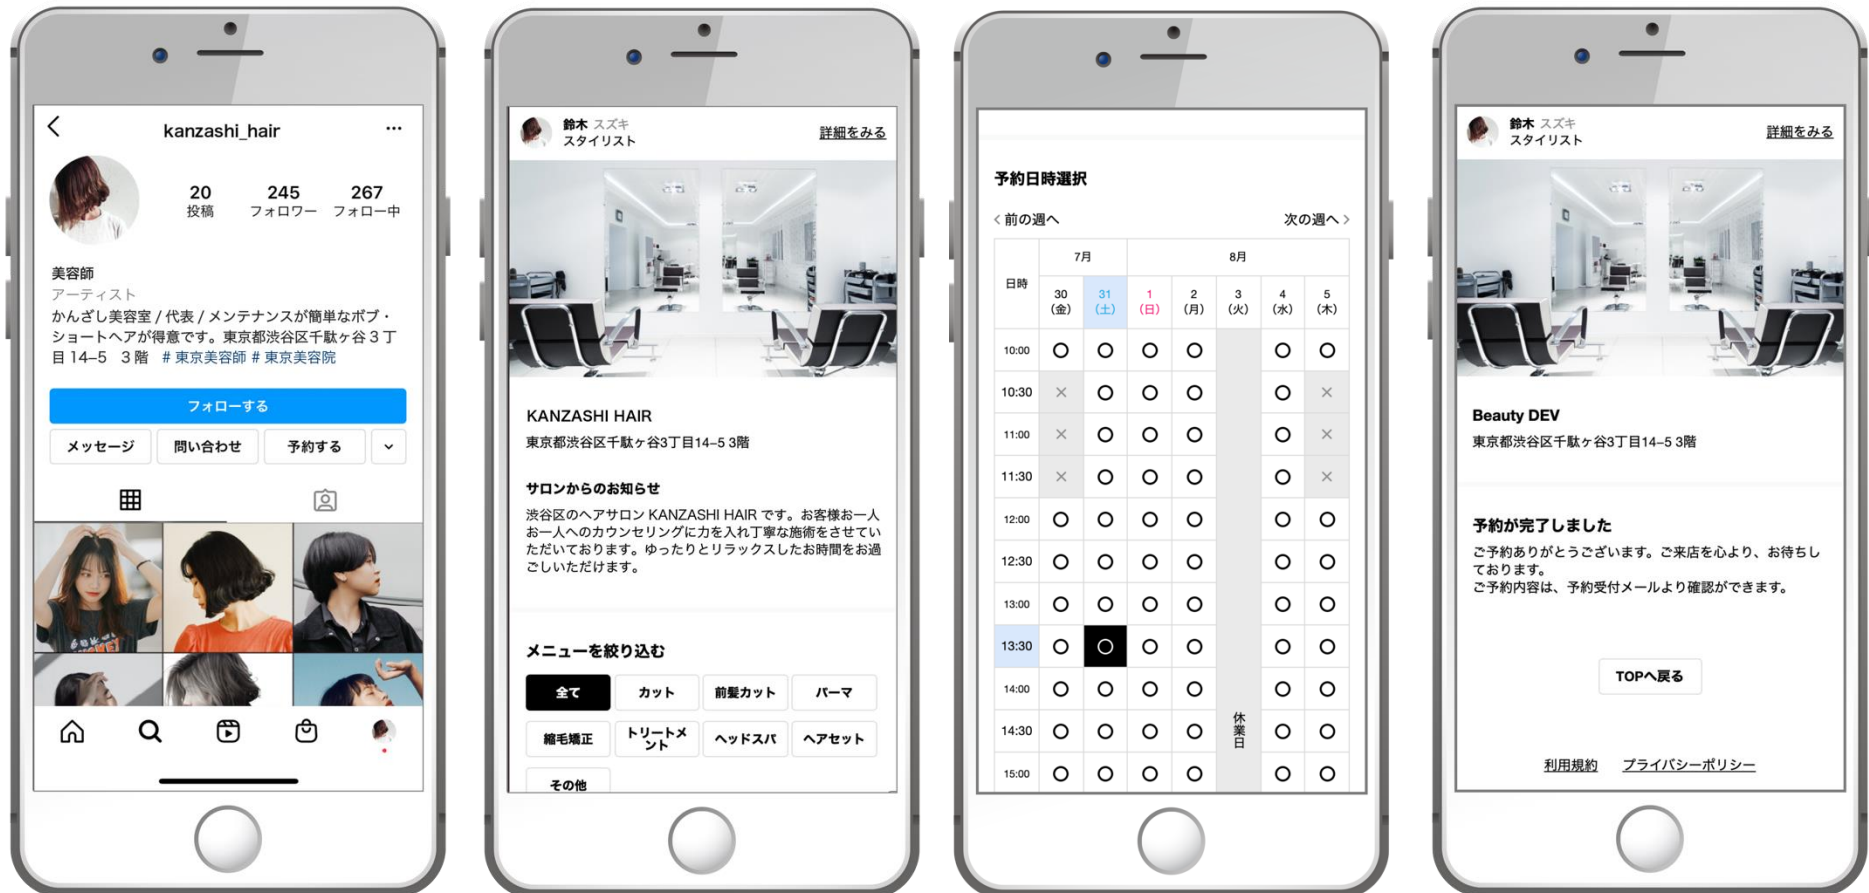 kanzashi_hair
20 245 267
投稿 フォロワー フォロー中
美容師
アーティスト
かんざし美容室 / 代表 / メンテナンスが簡単なボブ・
ショートヘアが得意です。東京都渋谷区千駄ヶ谷３丁
目 14–5 ３階 # 東京美容師 # 東京美容院
フォローする
メッセージ 問い合わせ 予約する
鈴木 スズキ
スタイリスト
詳細をみる
KANZASHI HAIR
東京都渋谷区千駄ヶ谷3丁目14–5 3階
サロンからのお知らせ
渋谷区のヘアサロン KANZASHI HAIR です。お客様お一人
お一人へのカウンセリングに力を入れ丁寧な施術をさせてい
ただいております。ゆったりとリラックスしたお時間をお過
ごしいただけます。
メニューを絞り込む
全て カット 前髪カット パーマ
縮毛矯正 トリートメ
ント ヘッドスパ ヘアセット
その他
予約日時選択
前の週へ 次の週へ
7月 8月
日時
30 31 1 2 3 4 5
(金) (土) (日) (月) (火) (水) (木)
10:00 ○ ○ ○ ○ ○ ○
10:30 × ○ ○ ○ ○ ×
11:00 × ○ ○ ○ ○ ×
11:30 × ○ ○ ○ ○ ×
12:00 ○ ○ ○ ○ ○ ○
12:30 ○ ○ ○ ○ ○ ○
13:00 ○ ○ ○ ○ ○ ○
13:30 ○ ○ ○ ○ ○ ○
14:00 ○ ○ ○ ○ ○ ○
14:30 ○ ○ ○ ○ 休業日 ○ ○
15:00 ○ ○ ○ ○ ○ ○
鈴木 スズキ
スタイリスト
詳細をみる
Beauty DEV
東京都渋谷区千駄ヶ谷3丁目14–5 3階
予約が完了しました
ご予約ありがとうございます。ご来店を心より、お待ちし
ております。
ご予約内容は、予約受付メールより確認ができます。
TOPへ戻る
利用規約 プライバシーポリシー